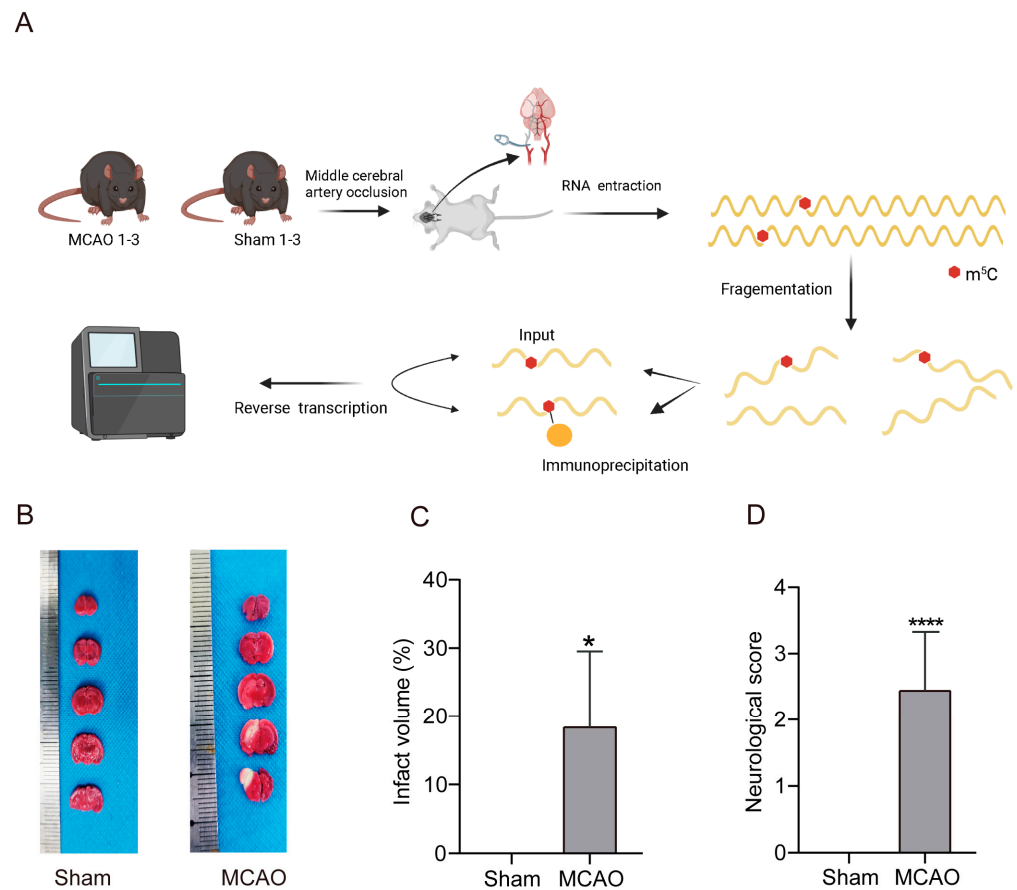 A
Middle cerebral
artery occlusion
RNA entraction
MCAO 1-3
Sham 1-3
m⁵C
Fragementation
Input
Reverse transcription
Immunoprecipitation
B
Sham
MCAO
C
Infact volume (%)
40
30
20
10
0
*
Sham
MCAO
D
Neurological score
4
3
2
1
0
****
Sham
MCAO